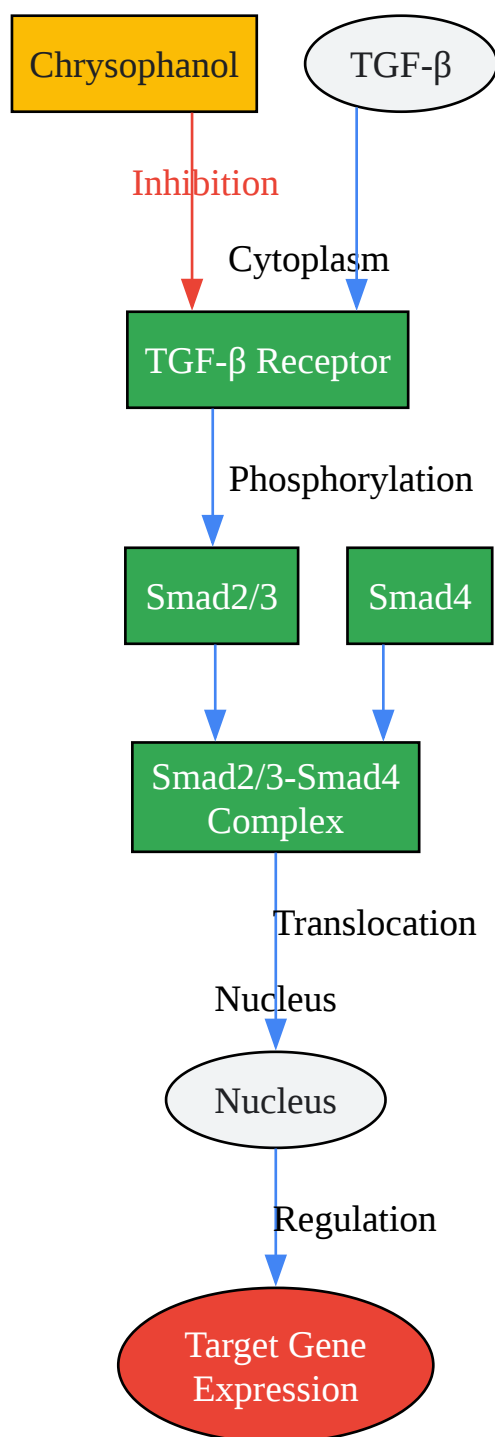 Chrysophanol
TGF-β
Inhibition
Cytoplasm
TGF-β Receptor
Phosphorylation
Smad2/3
Smad4
Smad2/3-Smad4
Complex
Translocation
Nucleus
Nucleus
Regulation
Target Gene
Expression